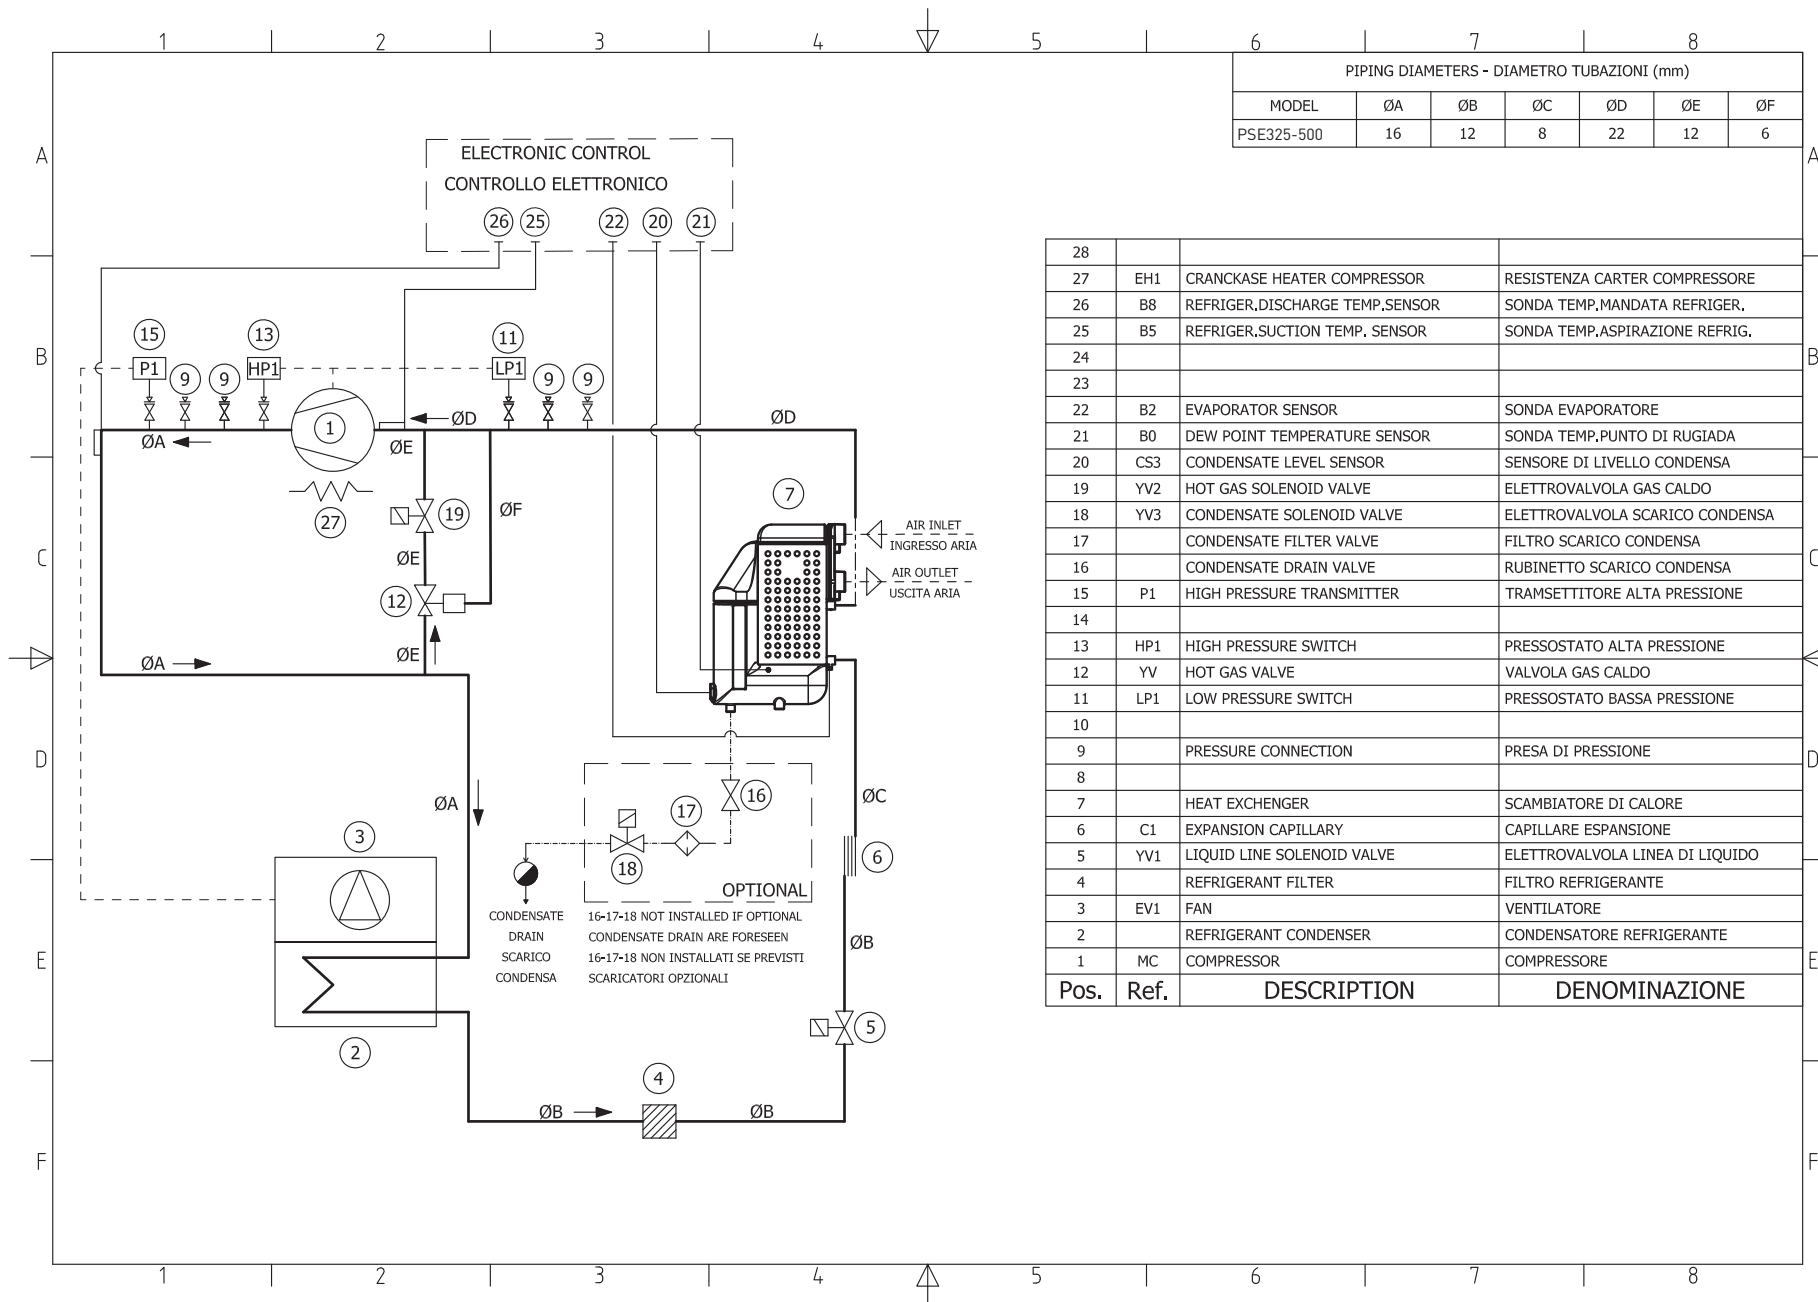 1 2 3 4 5 6 7 8
PIPING DIAMETERS - DIAMETRO TUBAZIONI (mm)
MODEL ØA ØB ØC ØD ØE ØF
PSE325-500 16 12 8 22 12 6
A A
ELECTRONIC CONTROL
CONTROLLO ELETTRONICO
26 25 22 20 21
15 13 11
P1 9 9 HP1 LP1 9 9
B B
1
ØA ØE ØD ØD
27 19 ØF 7
AIR INLET
INGRESSO ARIA
AIR OUTLET
USCITA ARIA
C C
ØE
12
ØE
ØA
D D
ØA
16
17
18
OPTIONAL
ØC
6
3
CONDENSATE
DRAIN
SCARICO
CONDENSA
16-17-18 NOT INSTALLED IF OPTIONAL
CONDENSATE DRAIN ARE FORESEEN
16-17-18 NON INSTALLATI SE PREVISTI
SCARICATORI OPZIONALI
ØB
E E
5
2
4
ØB ØB
F F
28
27 EH1 CRANCKASE HEATER COMPRESSOR RESISTENZA CARTER COMPRESSORE
26 B8 REFRIGER.DISCHARGE TEMP.SENSOR SONDA TEMP.MANDATA REFRIGER.
25 B5 REFRIGER.SUCTION TEMP. SENSOR SONDA TEMP.ASPIRAZIONE REFRIG.
24
23
22 B2 EVAPORATOR SENSOR SONDA EVAPORATORE
21 B0 DEW POINT TEMPERATURE SENSOR SONDA TEMP.PUNTO DI RUGIADA
20 CS3 CONDENSATE LEVEL SENSOR SENSORE DI LIVELLO CONDENSA
19 YV2 HOT GAS SOLENOID VALVE ELETTROVALVOLA GAS CALDO
18 YV3 CONDENSATE SOLENOID VALVE ELETTROVALVOLA SCARICO CONDENSA
17 CONDENSATE FILTER VALVE FILTRO SCARICO CONDENSA
16 CONDENSATE DRAIN VALVE RUBINETTO SCARICO CONDENSA
15 P1 HIGH PRESSURE TRANSMITTER TRAMSETTITORE ALTA PRESSIONE
14
13 HP1 HIGH PRESSURE SWITCH PRESSOSTATO ALTA PRESSIONE
12 YV HOT GAS VALVE VALVOLA GAS CALDO
11 LP1 LOW PRESSURE SWITCH PRESSOSTATO BASSA PRESSIONE
10
9 PRESSURE CONNECTION PRESA DI PRESSIONE
8
7 HEAT EXCHENGER SCAMBIATORE DI CALORE
6 C1 EXPANSION CAPILLARY CAPILLARE ESPANSIONE
5 YV1 LIQUID LINE SOLENOID VALVE ELETTROVALVOLA LINEA DI LIQUIDO
4 REFRIGERANT FILTER FILTRO REFRIGERANTE
3 EV1 FAN VENTILATORE
2 REFRIGERANT CONDENSER CONDENSATORE REFRIGERANTE
1 MC COMPRESSOR COMPRESSORE
Pos. Ref. DESCRIPTION DENOMINAZIONE
1 2 3 4 5 6 7 8